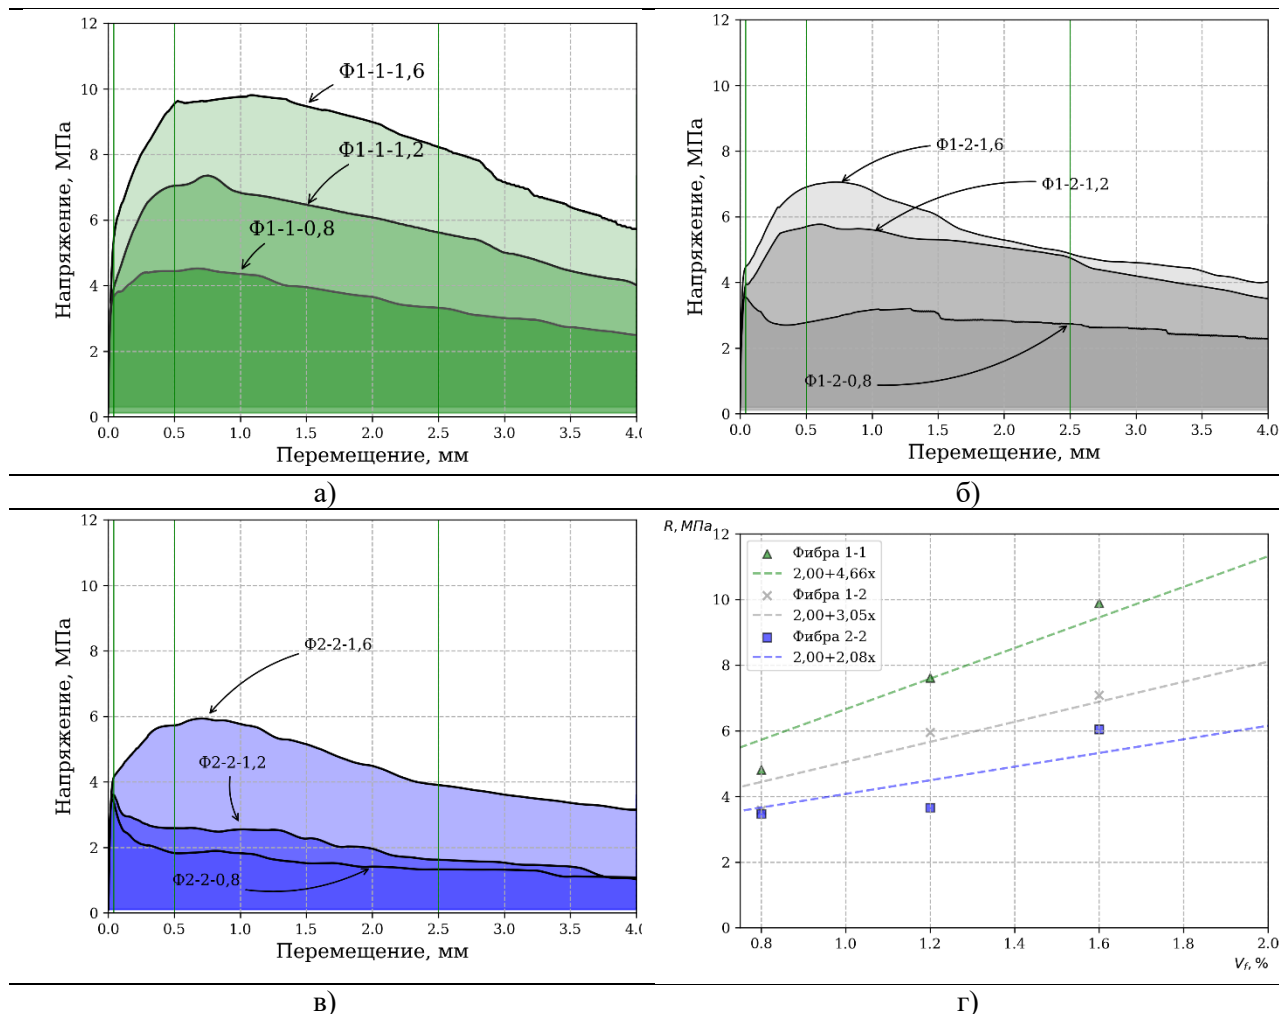 12
10
8
6
4
2
0
Напряжение, МПа
Ф1-1-1,6
Ф1-1-1,2
Ф1-1-0,8
0.0 0.5 1.0 1.5 2.0 2.5 3.0 3.5 4.0
Перемещение, мм
а)
12
10
8
6
4
2
0
Напряжение, МПа
Ф1-2-1,6
Ф1-2-1,2
Ф1-2-0,8
0.0 0.5 1.0 1.5 2.0 2.5 3.0 3.5 4.0
Перемещение, мм
б)
12
10
8
6
4
2
0
Напряжение, МПа
Ф2-2-1,6
Ф2-2-1,2
Ф2-2-0,8
0.0 0.5 1.0 1.5 2.0 2.5 3.0 3.5 4.0
Перемещение, мм
в)
R, МПа
12
10
8
6
4
2
0
Фибра 1-1
2,00+4,66x
Фибра 1-2
2,00+3,05x
Фибра 2-2
2,00+2,08x
0.8 1.0 1.2 1.4 1.6 1.8 2.0
Vf, %
г)